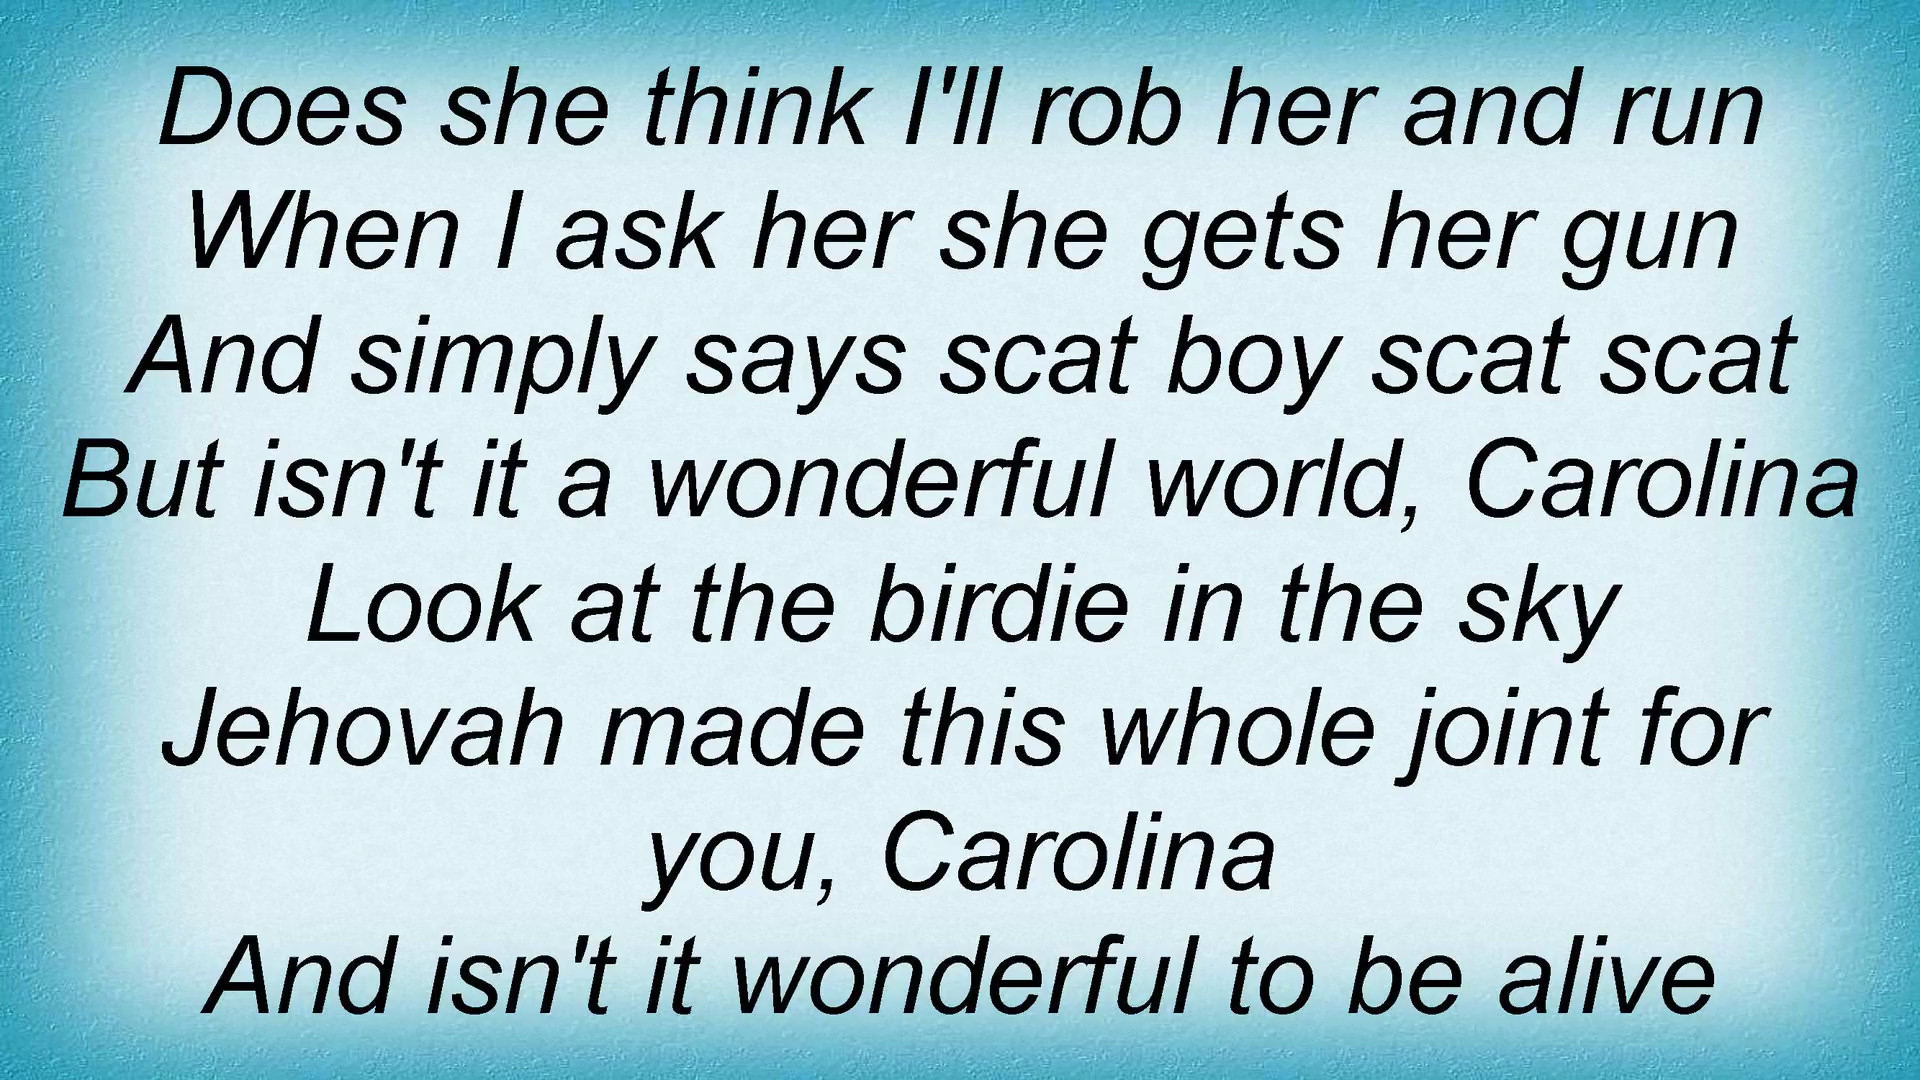 Does she think I'll rob her and run
When I ask her she gets her gun
And simply says scat boy scat scat
But isn't it a wonderful world, Carolina
Look at the birdie in the sky
Jehovah made this whole joint for
you, Carolina
And isn't it wonderful to be alive